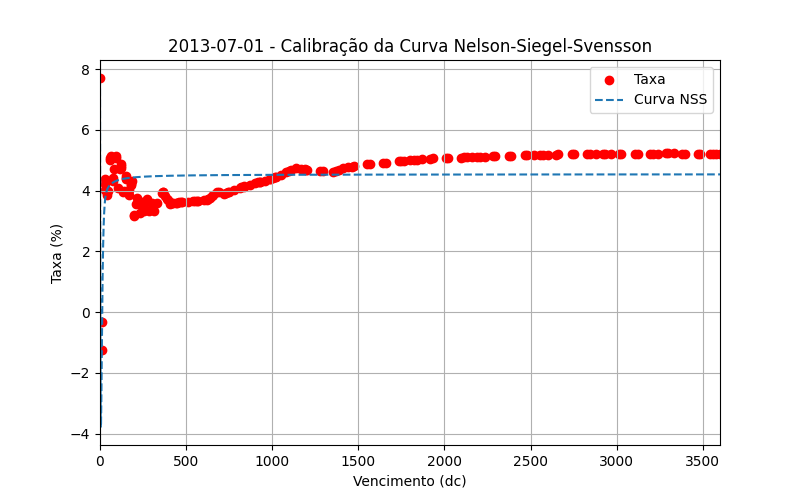 2013-07-01 - Calibração da Curva Nelson-Siegel-Svensson
Taxa
Curva NSS
Taxa (%)
8
6
4
2
0
−2
−4
0 500 1000 1500 2000 2500 3000 3500
Vencimento (dc)